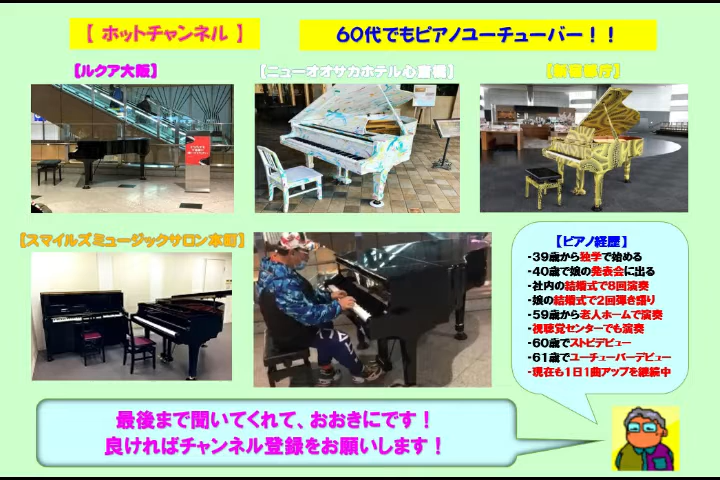 【 ホットチャンネル 】
60代でもピアノユーチューバー！！
【ルクア大阪】
【ニューオオサカホテル心斎橋】
【新宿都庁】
【スマイルズミュージックサロン本町】
【ピアノ経歴】
-39歳から独学で始める
-40歳で娘の発表会に出る
-社内の結婚式で8回演奏
-娘の結婚式で2回弾き語り
-59歳から老人ホームで演奏
-視聴覚センターでも演奏
-60歳でストピデビュー
-61歳でユーチューバーデビュー
-現在も1日1曲アップを継続中
最後まで聞いてくれて、おおきにです！
良ければチャンネル登録をお願いします！